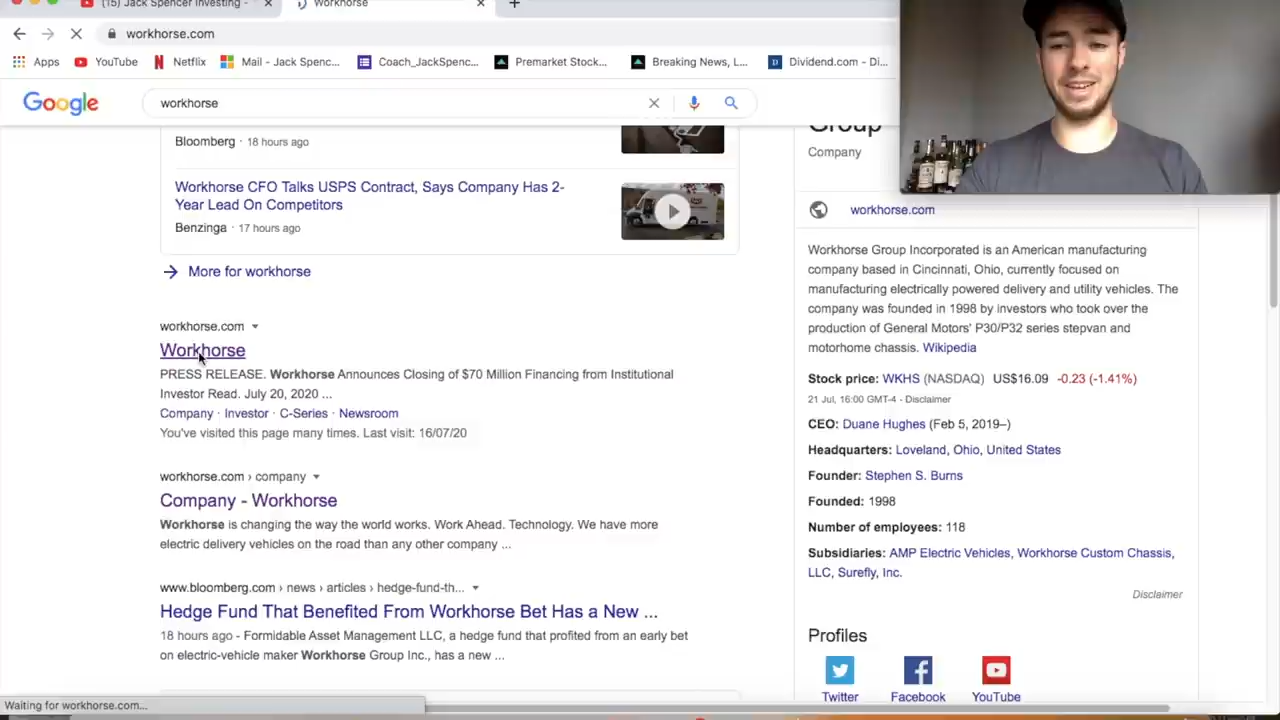 (15) Jack Spencer Investing -
Workhorse
workhorse.com
Apps
YouTube
Netflix
Mail - Jack Spenc...
Coach_JackSpenc...
Premarket Stock...
Breaking News, L...
Dividend.com - Di...
Google
workhorse
Bloomberg · 18 hours ago
Workhorse CFO Talks USPS Contract, Says Company Has 2-
Year Lead On Competitors
Benzinga · 17 hours ago
More for workhorse
workhorse.com
Workhorse
PRESS RELEASE. Workhorse Announces Closing of $70 Million Financing from Institutional
Investor Read. July 20, 2020 ...
Company · Investor · C-Series · Newsroom
You've visited this page many times. Last visit: 16/07/20
workhorse.com › company
Company - Workhorse
Workhorse is changing the way the world works. Work Ahead. Technology. We have more
electric delivery vehicles on the road than any other company ...
www.bloomberg.com › news › articles › hedge-fund-th...
Hedge Fund That Benefited From Workhorse Bet Has a New ...
18 hours ago - Formidable Asset Management LLC, a hedge fund that profited from an early bet
on electric-vehicle maker Workhorse Group Inc., has a new ...
Group
Company
workhorse.com
Workhorse Group Incorporated is an American manufacturing
company based in Cincinnati, Ohio, currently focused on
manufacturing electrically powered delivery and utility vehicles. The
company was founded in 1998 by investors who took over the
production of General Motors' P30/P32 series stepvan and
motorhome chassis. Wikipedia
Stock price: WKHS (NASDAQ) US$16.09 -0.23 (-1.41%)
21 Jul, 16:00 GMT-4 - Disclaimer
CEO: Duane Hughes (Feb 5, 2019–)
Headquarters: Loveland, Ohio, United States
Founder: Stephen S. Burns
Founded: 1998
Number of employees: 118
Subsidiaries: AMP Electric Vehicles, Workhorse Custom Chassis,
LLC, Surefly, Inc.
Disclaimer
Profiles
Twitter
Facebook
YouTube
Waiting for workhorse.com...